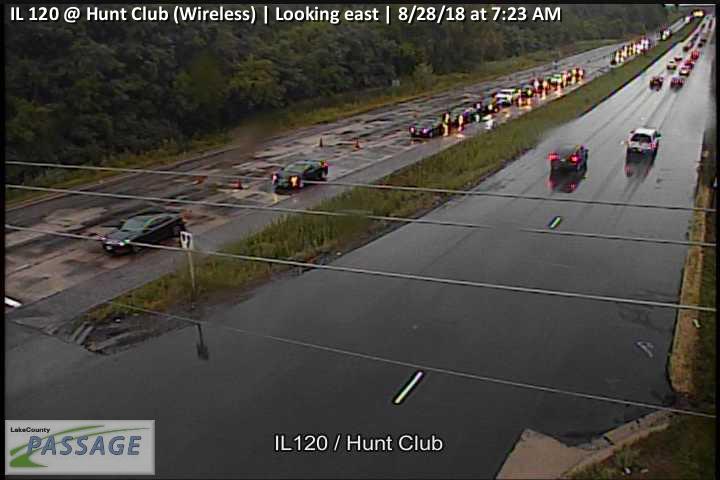 IL 120 @ Hunt Club (Wireless) | Looking east | 8/28/18 at 7:23 AM
LakeCounty
PASSAGE
IL120 / Hunt Club